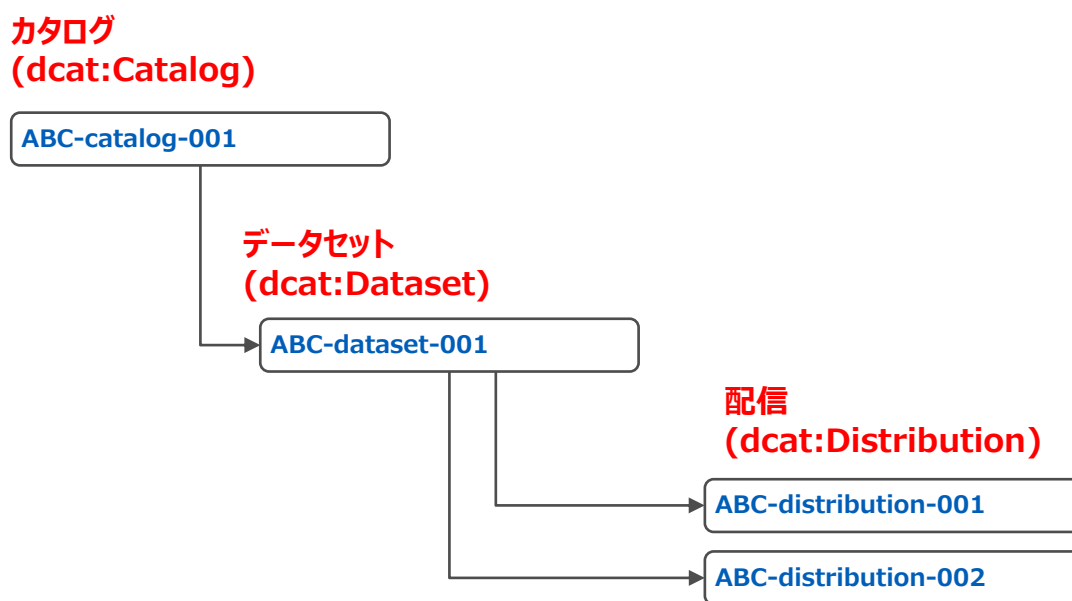 カタログ
(dcat:Catalog)
ABC-catalog-001
データセット
(dcat:Dataset)
ABC-dataset-001
配信
(dcat:Distribution)
ABC-distribution-001
ABC-distribution-002